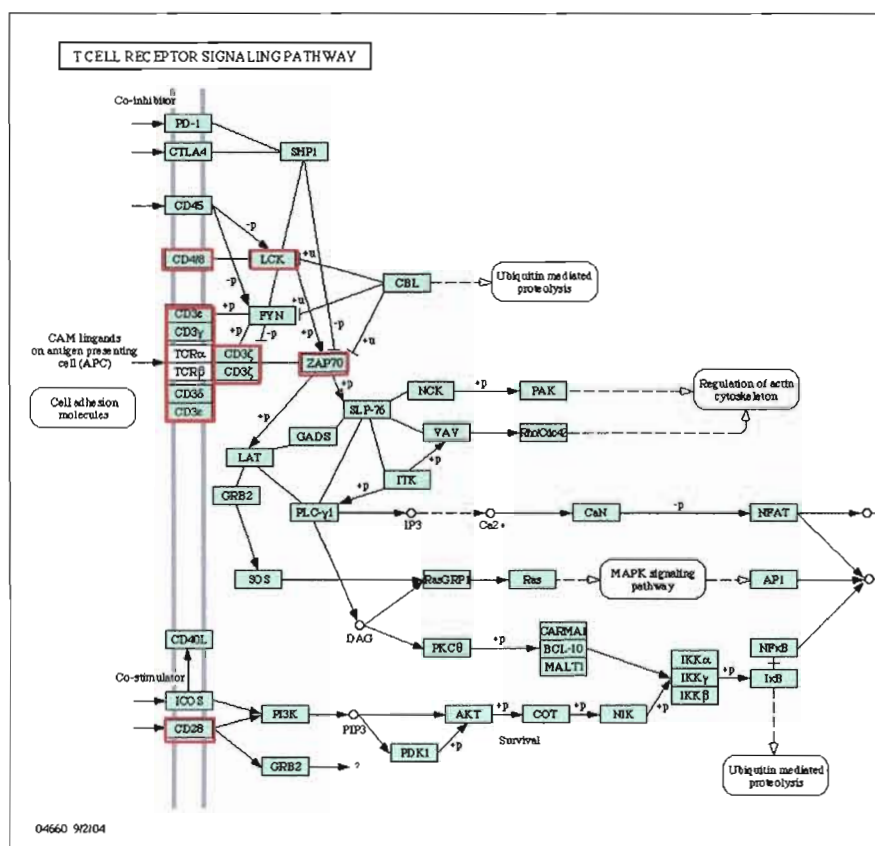 T CELL RECEPTOR SIGNALING PATHWAY
Co-inhibitor
PD-1
CTLA4
SHP1
CD45
-p
CD4/8
LCK
+u
CBL
Ubiquitin mediated
proteolysis
-p
CD3ε
+p
FYN
+u
CD3γ
+p
-p
+p
-p
+u
CAM lingands
on antigen presenting
cell (APC)
TCRα
CD3ζ
TCRβ
CD3ζ
ZAP70
CD3δ
CD3ε
Cell adhesion
molecules
+p
NCK
+p
PAK
Regulation of actin
cytoskeleton
+p
SLP-76
GADS
VAV
Rho/Cdc42
LAT
+p
ITK
GRB2
+p
PLC-γ1
IP3
Ca2+
CaN
-p
NFAT
SOS
RasGRP1
Ras
MAPK signaling
pathway
AP1
DAG
CD40L
PKCθ
+p
CARMA1
BCL-10
MALT1
NFκB
IKKα
IKKγ
IKKβ
+p
IκB
Co-stimulator
ICOS
PI3K
PIP3
AKT
+p
COT
+p
NIK
+p
CD28
PDK1
+p
Survival
GRB2
?
Ubiquitin mediated
proteolysis
04660 9/2/04